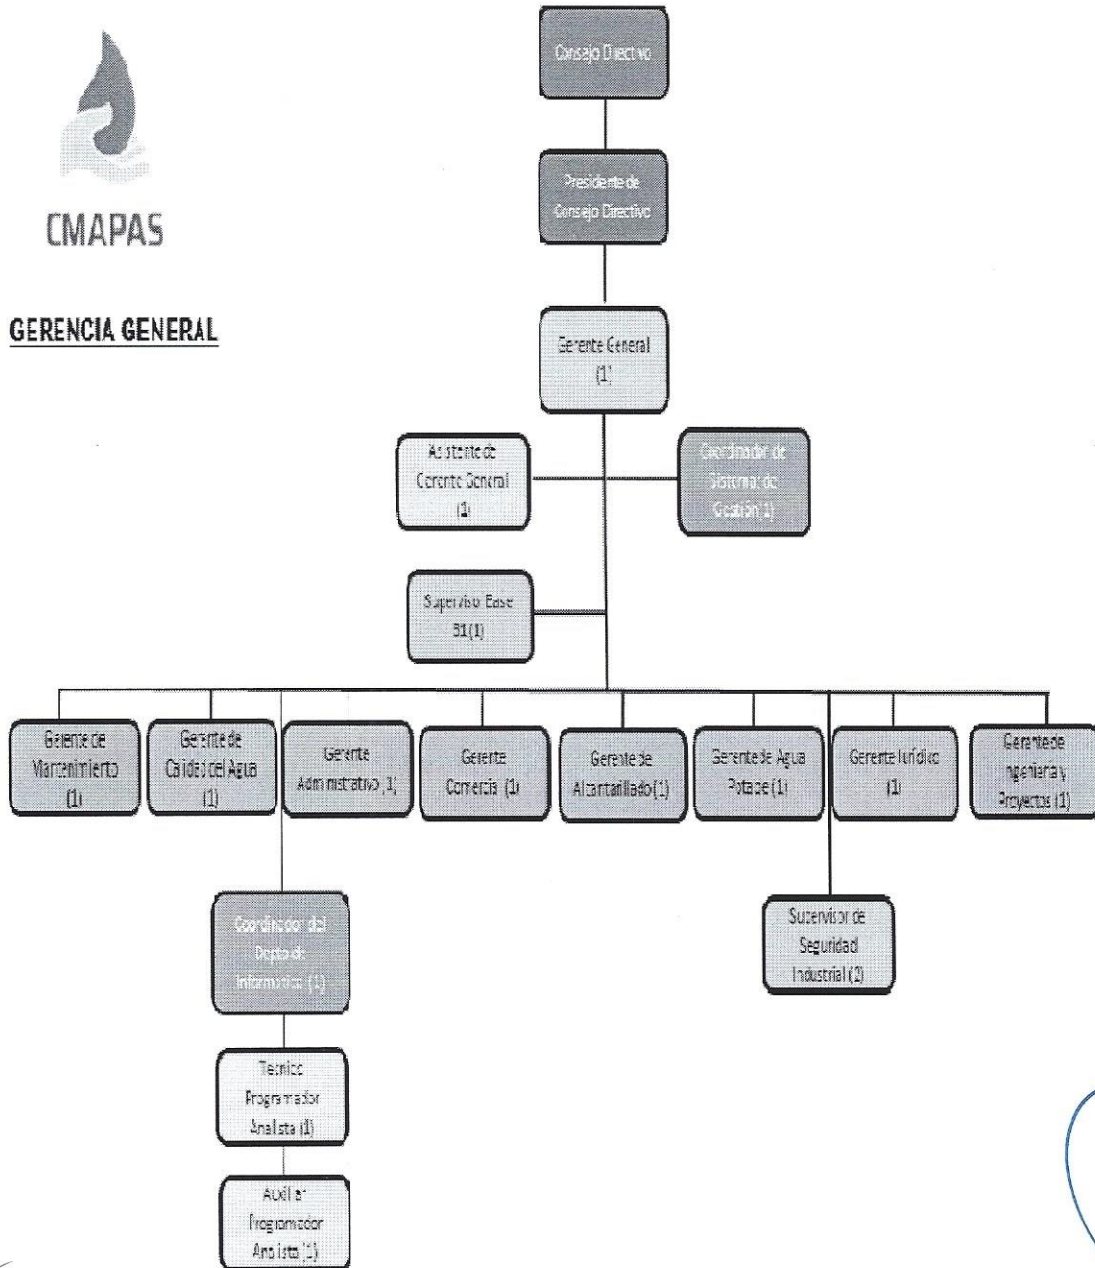 Consejo Directivo
CMAPAS
Presidente de
Consejo Directivo
GERENCIA GENERAL
Gerente General
(1)
Asistente de
Gerente General
(1)
Coordinador de
Sistemas de
Gestión(1)
Supervisor Base
(1)
Gerente de
Mantenimiento
(1)
Gerente de
Calidad del Agua
(1)
Gerente
Administrativo (1)
Gerente
Comercial (1)
Gerente de
Alcantarillado(1)
Gerente de Agua
Potable (1)
Gerente Jurídico
(1)
Gerente de
Ingeniería y
Proyectos (1)
Coordinador del
Depto de
Informática (1)
Supervisor de
Seguridad
Industrial (2)
Técnico
Programador
Analista (1)
Auxiliar
Programador
Analista (1)